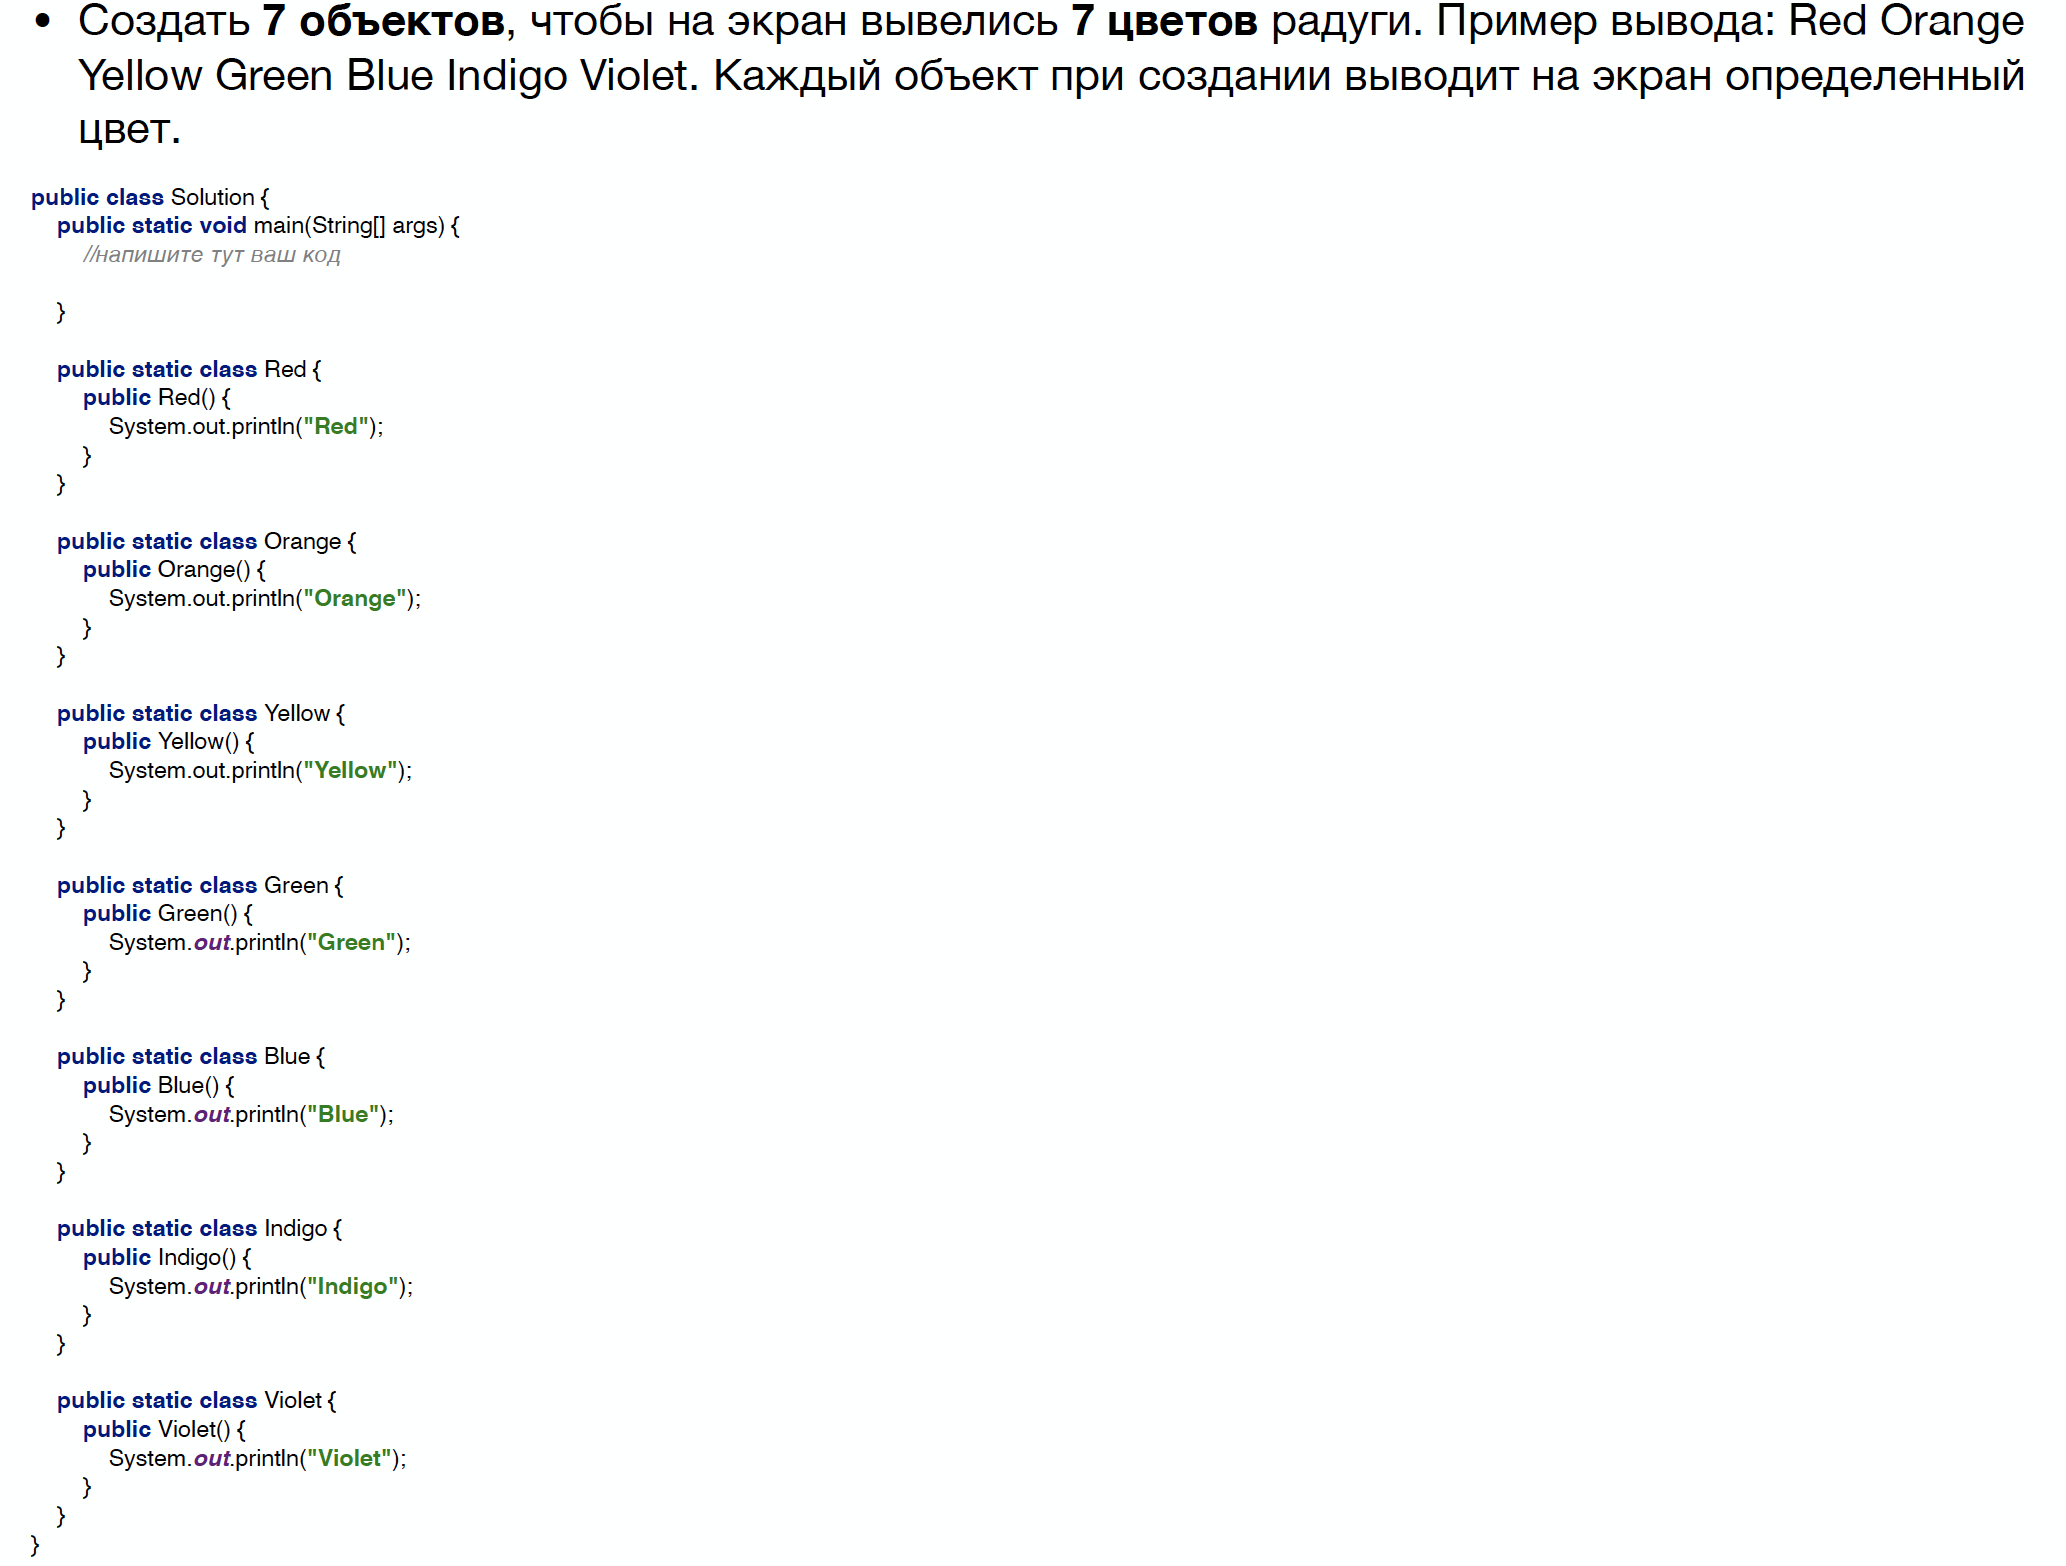 • Создать 7 объектов, чтобы на экран вывелись 7 цветов радуги. Пример вывода: Red Orange
Yellow Green Blue Indigo Violet. Каждый объект при создании выводит на экран определенный
цвет.
public class Solution {
public static void main(String[] args) {
//напишите тут ваш код
}
public static class Red {
public Red() {
System.out.println("Red");
}
}
public static class Orange {
public Orange() {
System.out.println("Orange");
}
}
public static class Yellow {
public Yellow() {
System.out.println("Yellow");
}
}
public static class Green {
public Green() {
System.out.println("Green");
}
}
public static class Blue {
public Blue() {
System.out.println("Blue");
}
}
public static class Indigo {
public Indigo() {
System.out.println("Indigo");
}
}
public static class Violet {
public Violet() {
System.out.println("Violet");
}
}
}